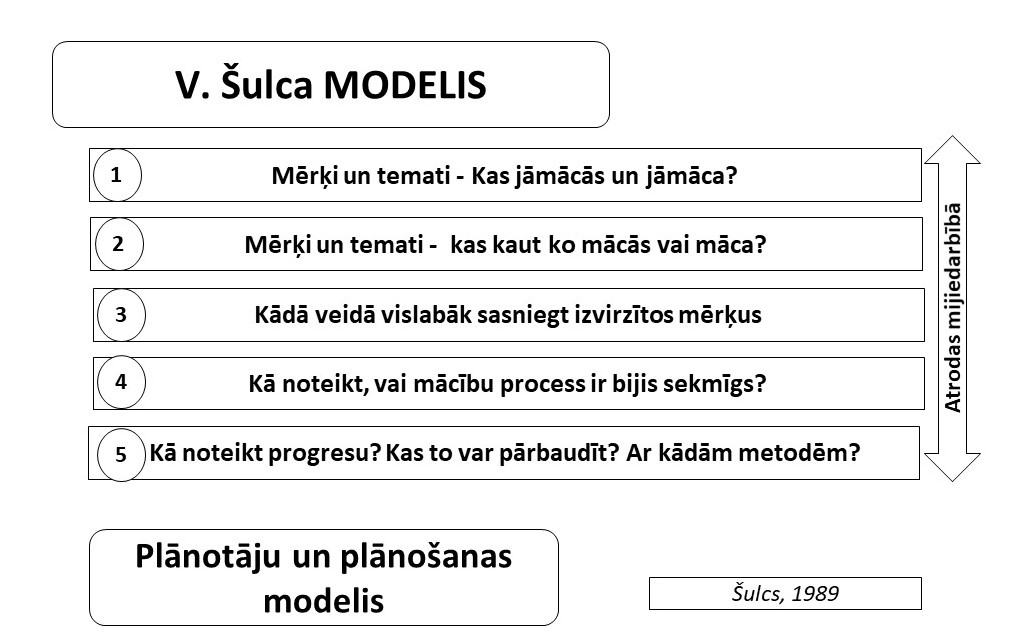 V. Šulca MODELIS
1 Mērķi un temati - Kas jāmācās un jāmāca?
2 Mērķi un temati - kas kaut ko mācās vai māca?
3 Kādā veidā vislabāk sasniegt izvirzītos mērķus
4 Kā noteikt, vai mācību process ir bijis sekmīgs?
5 Kā noteikt progresu? Kas to var pārbaudīt? Ar kādām metodēm?
Atrodas mijiedarbībā
Plānotāju un plānošanas
modelis
Šulcs, 1989